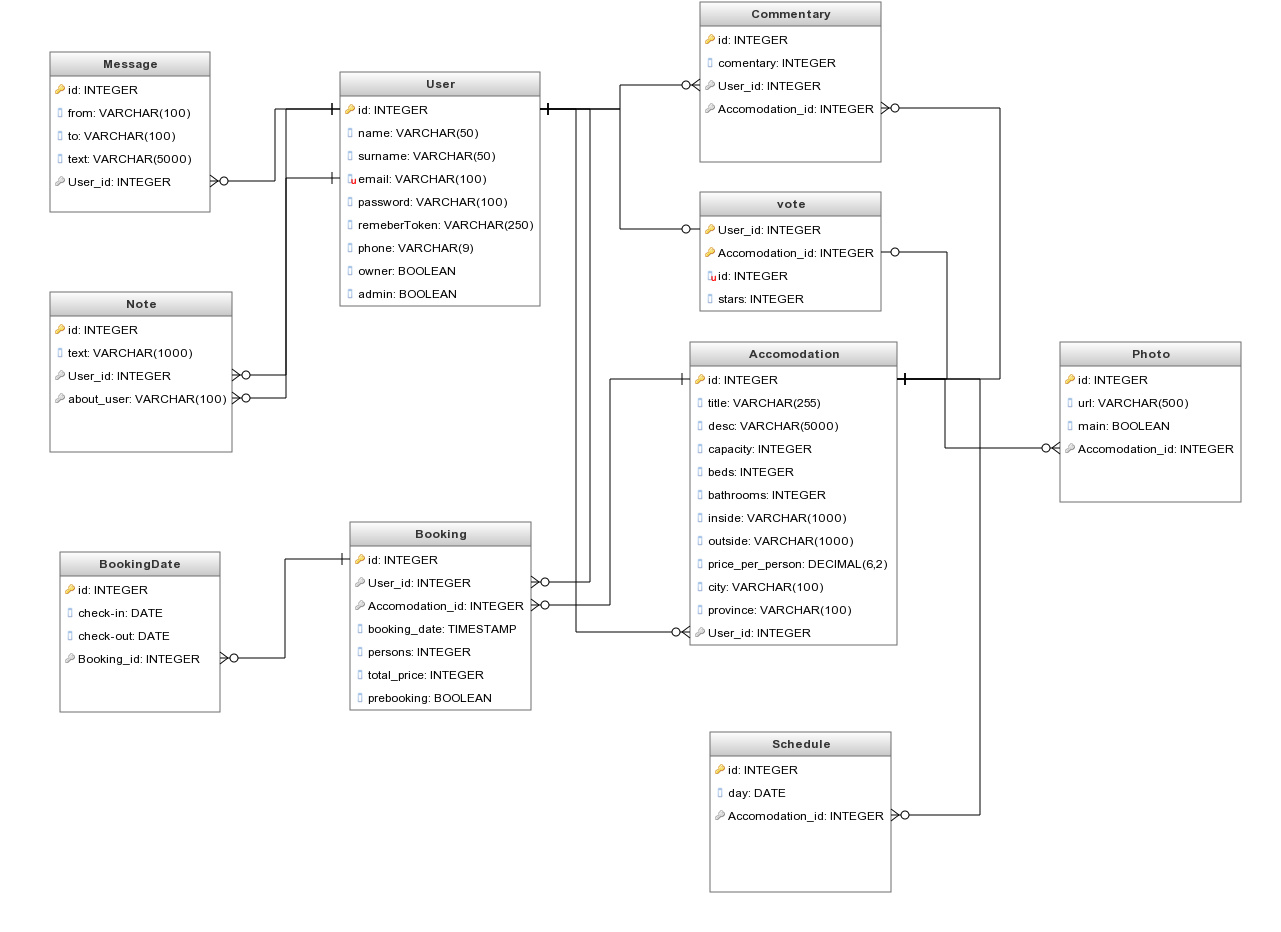 Commentary
id: INTEGER
comentary: INTEGER
User_id: INTEGER
Accomodation_id: INTEGER
Message
id: INTEGER
from: VARCHAR(100)
to: VARCHAR(100)
text: VARCHAR(5000)
User_id: INTEGER
User
id: INTEGER
name: VARCHAR(50)
surname: VARCHAR(50)
email: VARCHAR(100)
password: VARCHAR(100)
remeberToken: VARCHAR(250)
phone: VARCHAR(9)
owner: BOOLEAN
admin: BOOLEAN
vote
User_id: INTEGER
Accomodation_id: INTEGER
id: INTEGER
stars: INTEGER
Note
id: INTEGER
text: VARCHAR(1000)
User_id: INTEGER
about_user: VARCHAR(100)
Accomodation
id: INTEGER
title: VARCHAR(255)
desc: VARCHAR(5000)
capacity: INTEGER
beds: INTEGER
bathrooms: INTEGER
inside: VARCHAR(1000)
outside: VARCHAR(1000)
price_per_person: DECIMAL(6,2)
city: VARCHAR(100)
province: VARCHAR(100)
User_id: INTEGER
Photo
id: INTEGER
url: VARCHAR(500)
main: BOOLEAN
Accomodation_id: INTEGER
BookingDate
id: INTEGER
check-in: DATE
check-out: DATE
Booking_id: INTEGER
Booking
id: INTEGER
User_id: INTEGER
Accomodation_id: INTEGER
booking_date: TIMESTAMP
persons: INTEGER
total_price: INTEGER
prebooking: BOOLEAN
Schedule
id: INTEGER
day: DATE
Accomodation_id: INTEGER